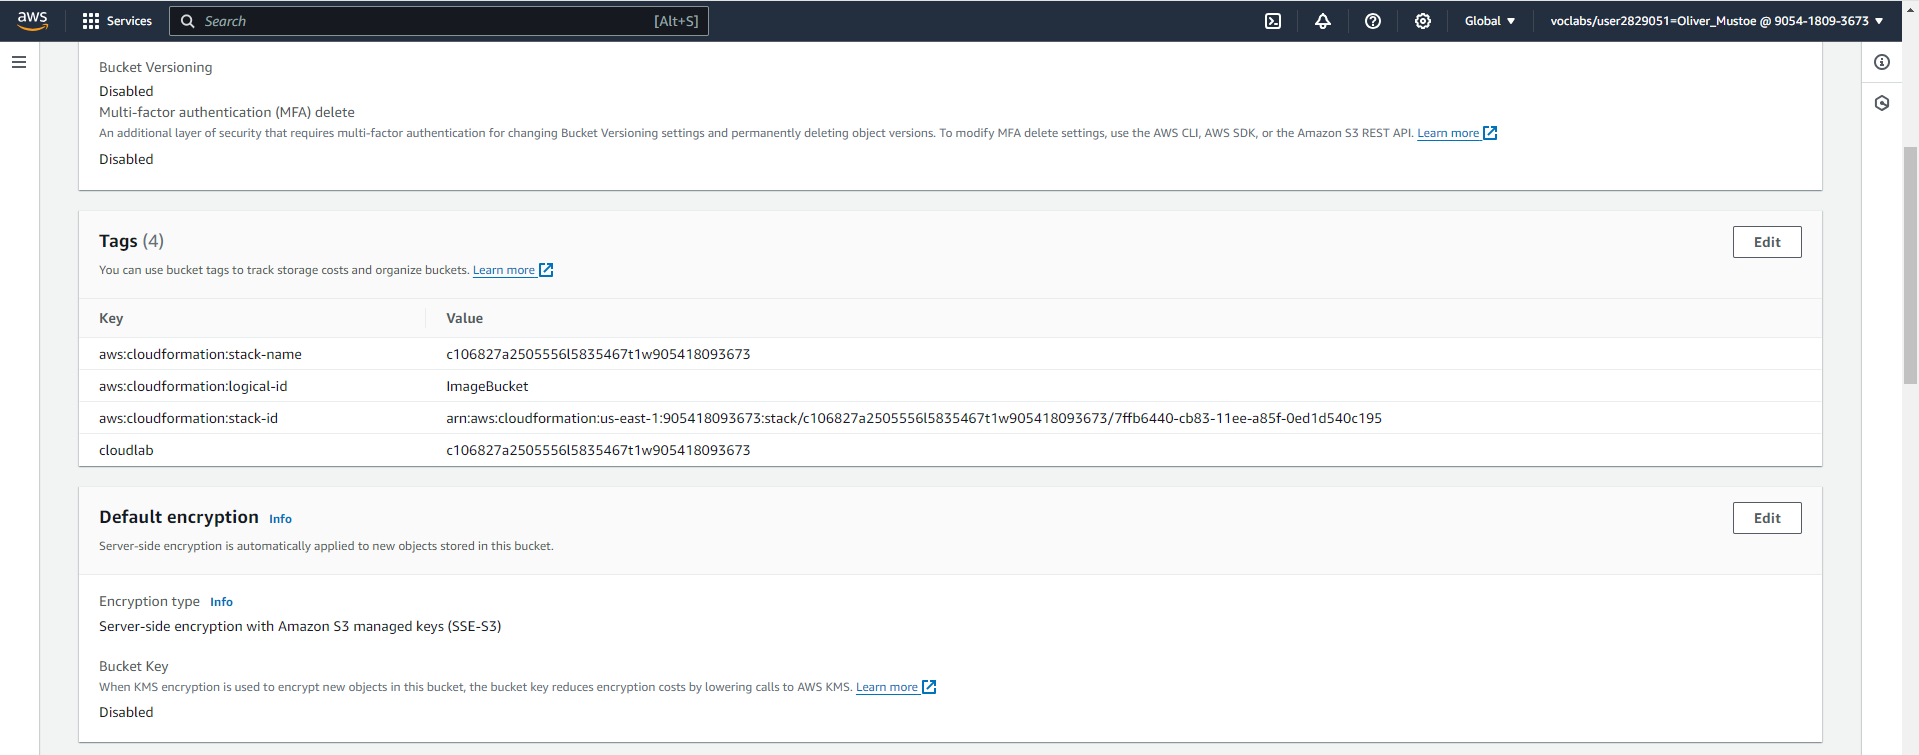 aws
Services
Search
[Alt+S]
Global
voclabs/user2829051=Oliver_Mustoe @ 9054-1809-3673
Bucket Versioning
Disabled
Multi-factor authentication (MFA) delete
An additional layer of security that requires multi-factor authentication for changing Bucket Versioning settings and permanently deleting object versions. To modify MFA delete settings, use the AWS CLI, AWS SDK, or the Amazon S3 REST API. Learn more
Disabled
Tags (4)
Edit
You can use bucket tags to track storage costs and organize buckets. Learn more
Key Value
aws:cloudformation:stack-name c106827a2505556l5835467t1w905418093673
aws:cloudformation:logical-id ImageBucket
aws:cloudformation:stack-id arn:aws:cloudformation:us-east-1:905418093673:stack/c106827a2505556l5835467t1w905418093673/7ffb6440-cb83-11ee-a85f-0ed1d540c195
cloudlab c106827a2505556l5835467t1w905418093673
Default encryption Info
Edit
Server-side encryption is automatically applied to new objects stored in this bucket.
Encryption type Info
Server-side encryption with Amazon S3 managed keys (SSE-S3)
Bucket Key
When KMS encryption is used to encrypt new objects in this bucket, the bucket key reduces encryption costs by lowering calls to AWS KMS. Learn more
Disabled